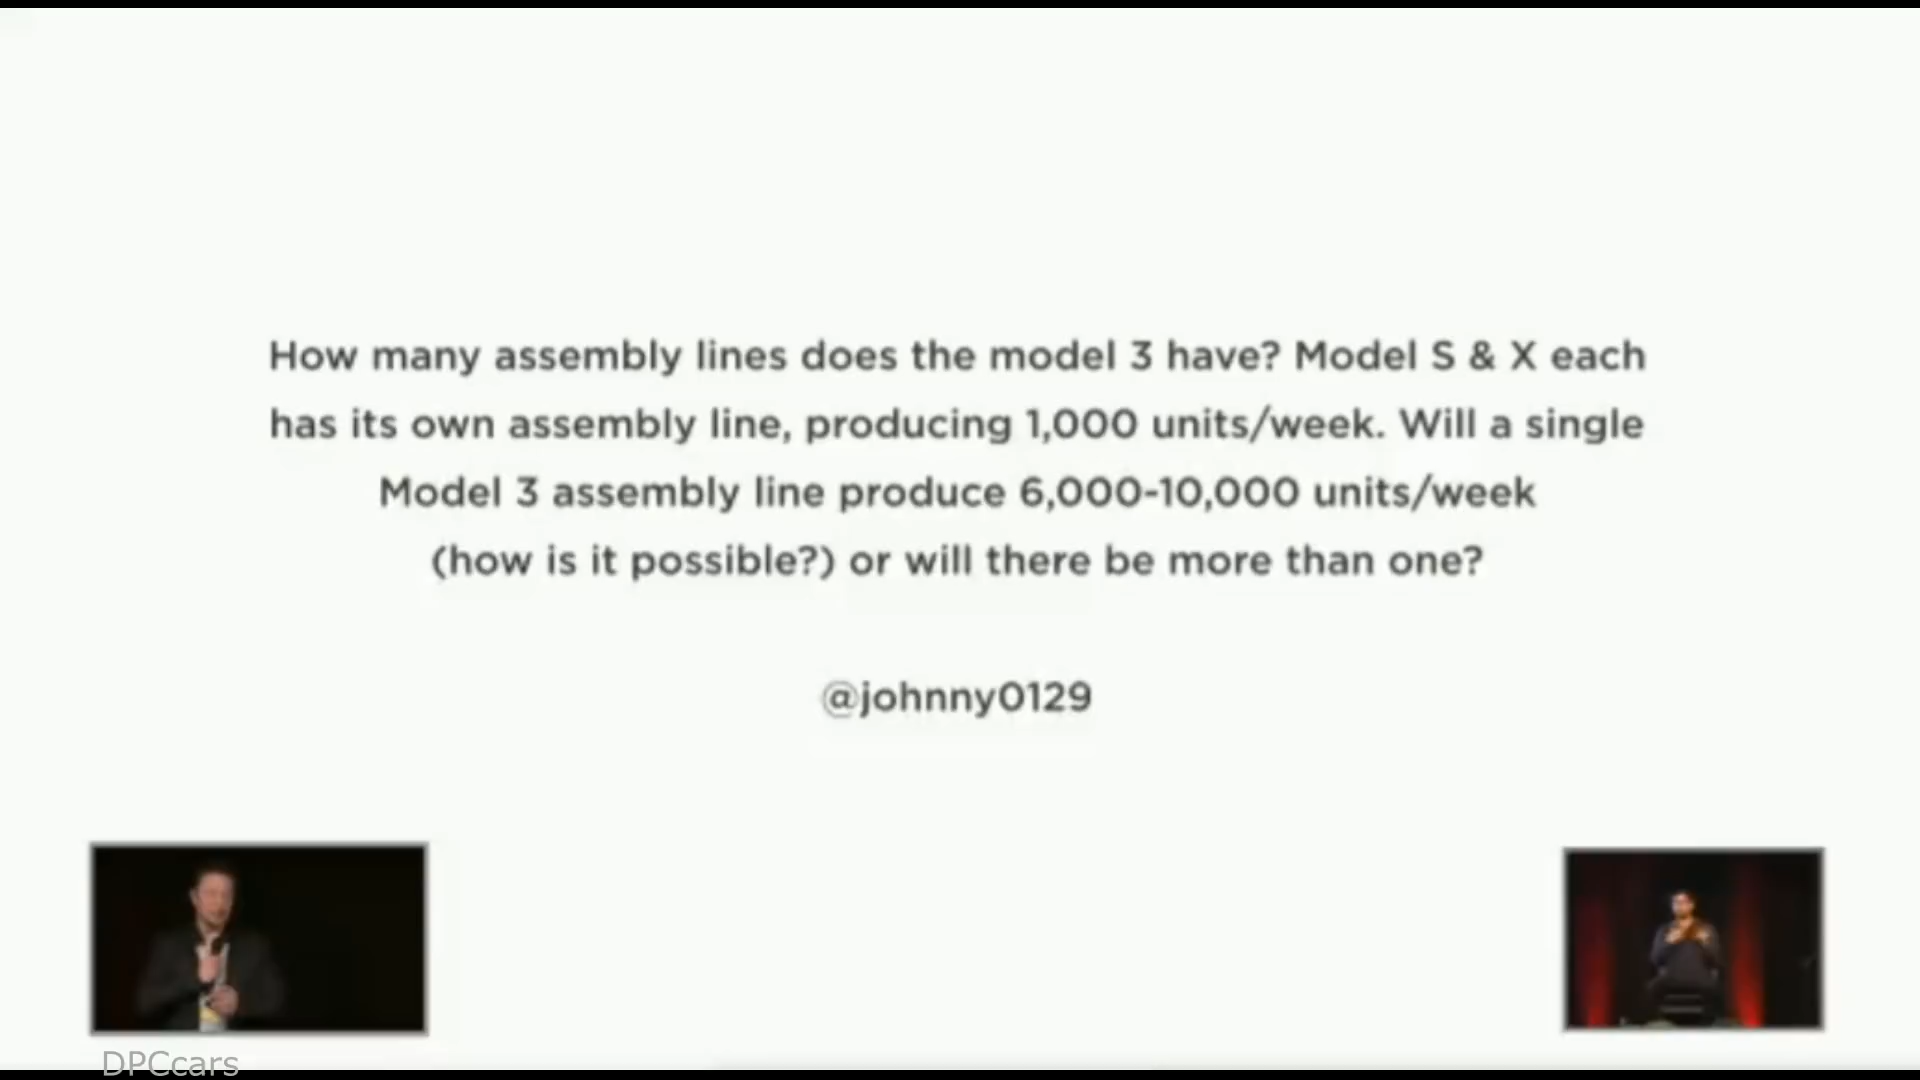 How many assembly lines does the model 3 have? Model S & X each
has its own assembly line, producing 1,000 units/week. Will a single
Model 3 assembly line produce 6,000-10,000 units/week
(how is it possible?) or will there be more than one?
@johnny0129
DPCcars